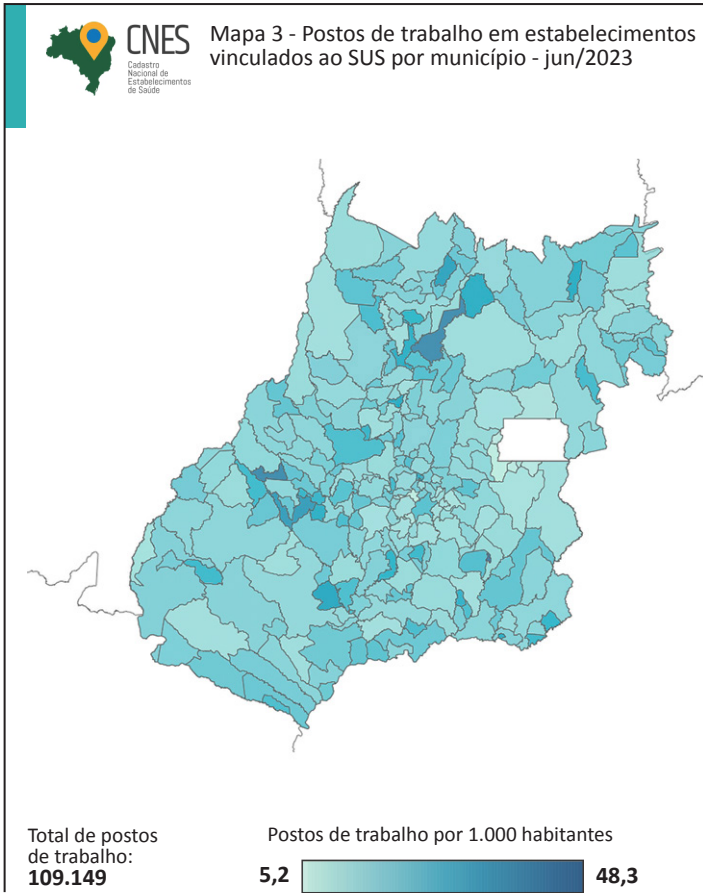 CNES
Cadastro
Nacional de
Estabelecimentos
de Saúde
Mapa 3 - Postos de trabalho em estabelecimentos
vinculados ao SUS por município - jun/2023
Total de postos
de trabalho:
109.149
Postos de trabalho por 1.000 habitantes
5,2
48,3